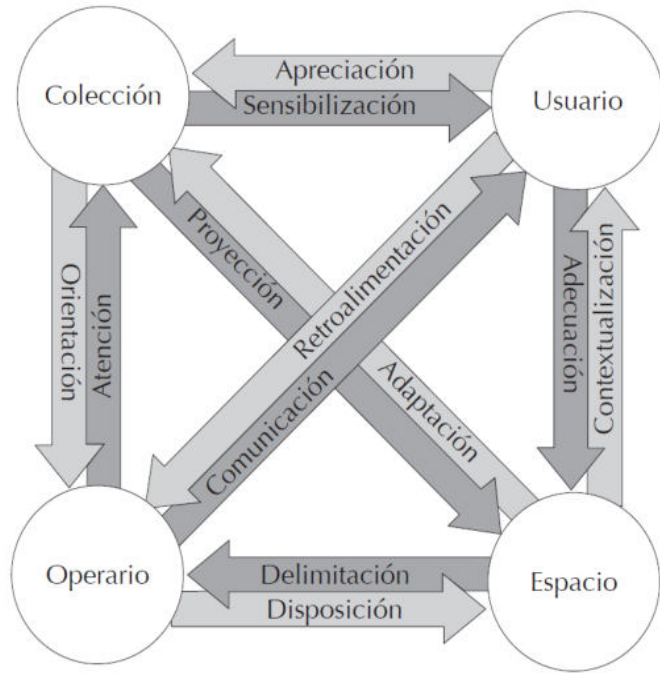 Apreciación
Colección
Usuario
Sensibilización
Proyección
Retroalimentación
Orientación
Atención
Adecuación
Contextualización
Comunicación
Adaptación
Operario
Delimitación
Espacio
Disposición